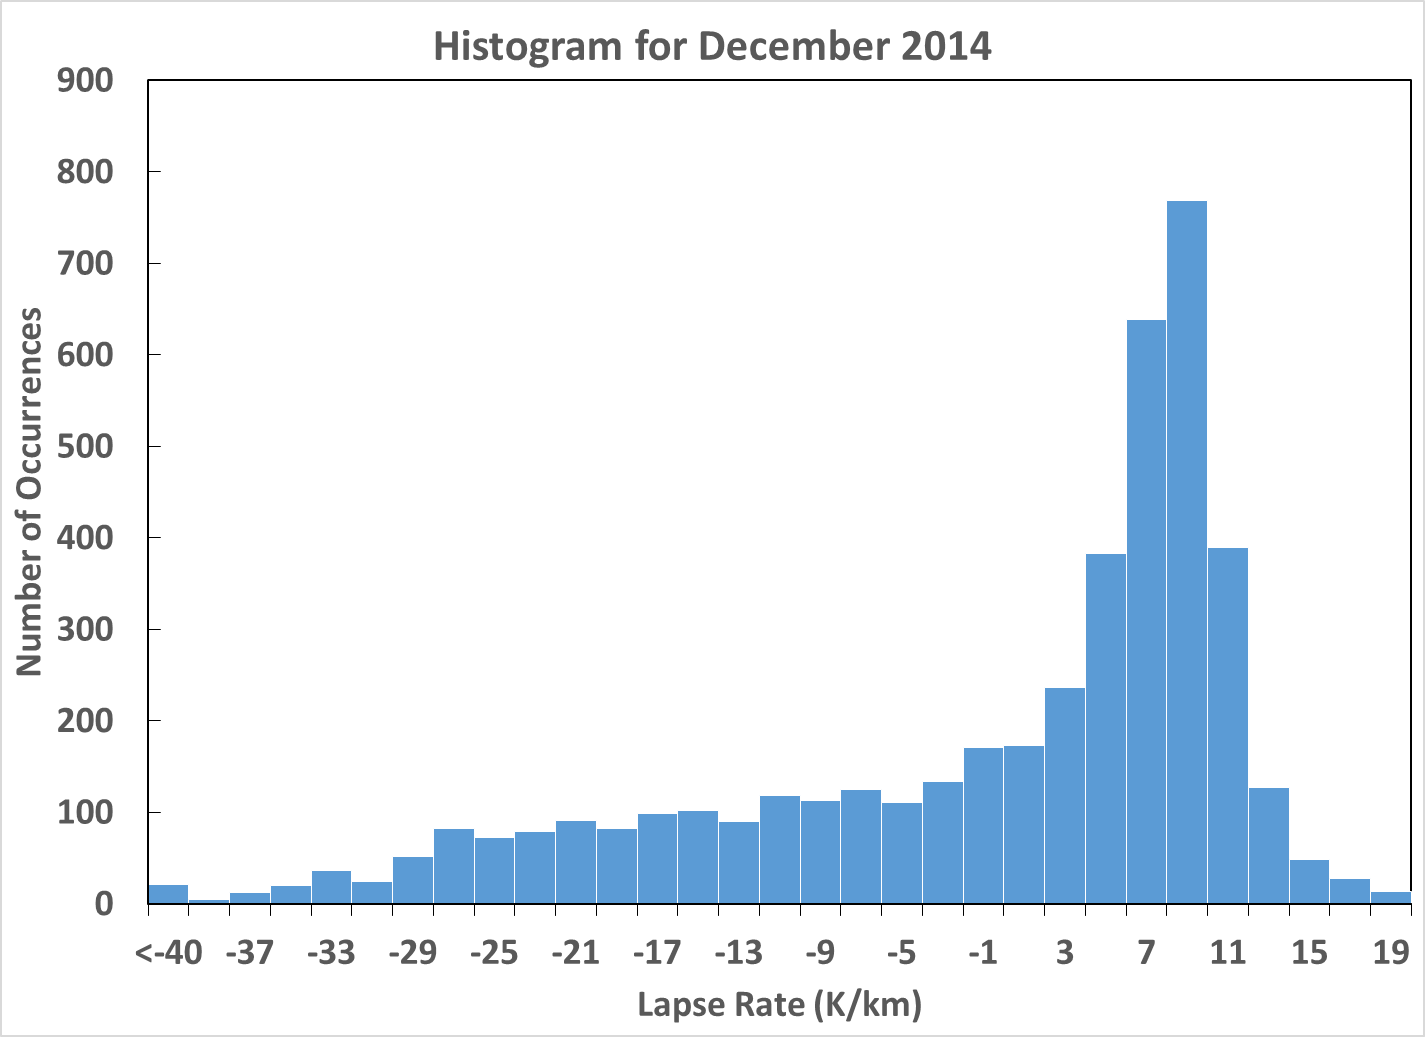 Histogram for December 2014
900
800
700
600
500
400
300
200
100
0
Number of Occurrences
<-40 -37 -33 -29 -25 -21 -17 -13 -9 -5 -1 3 7 11 15 19
Lapse Rate (K/km)